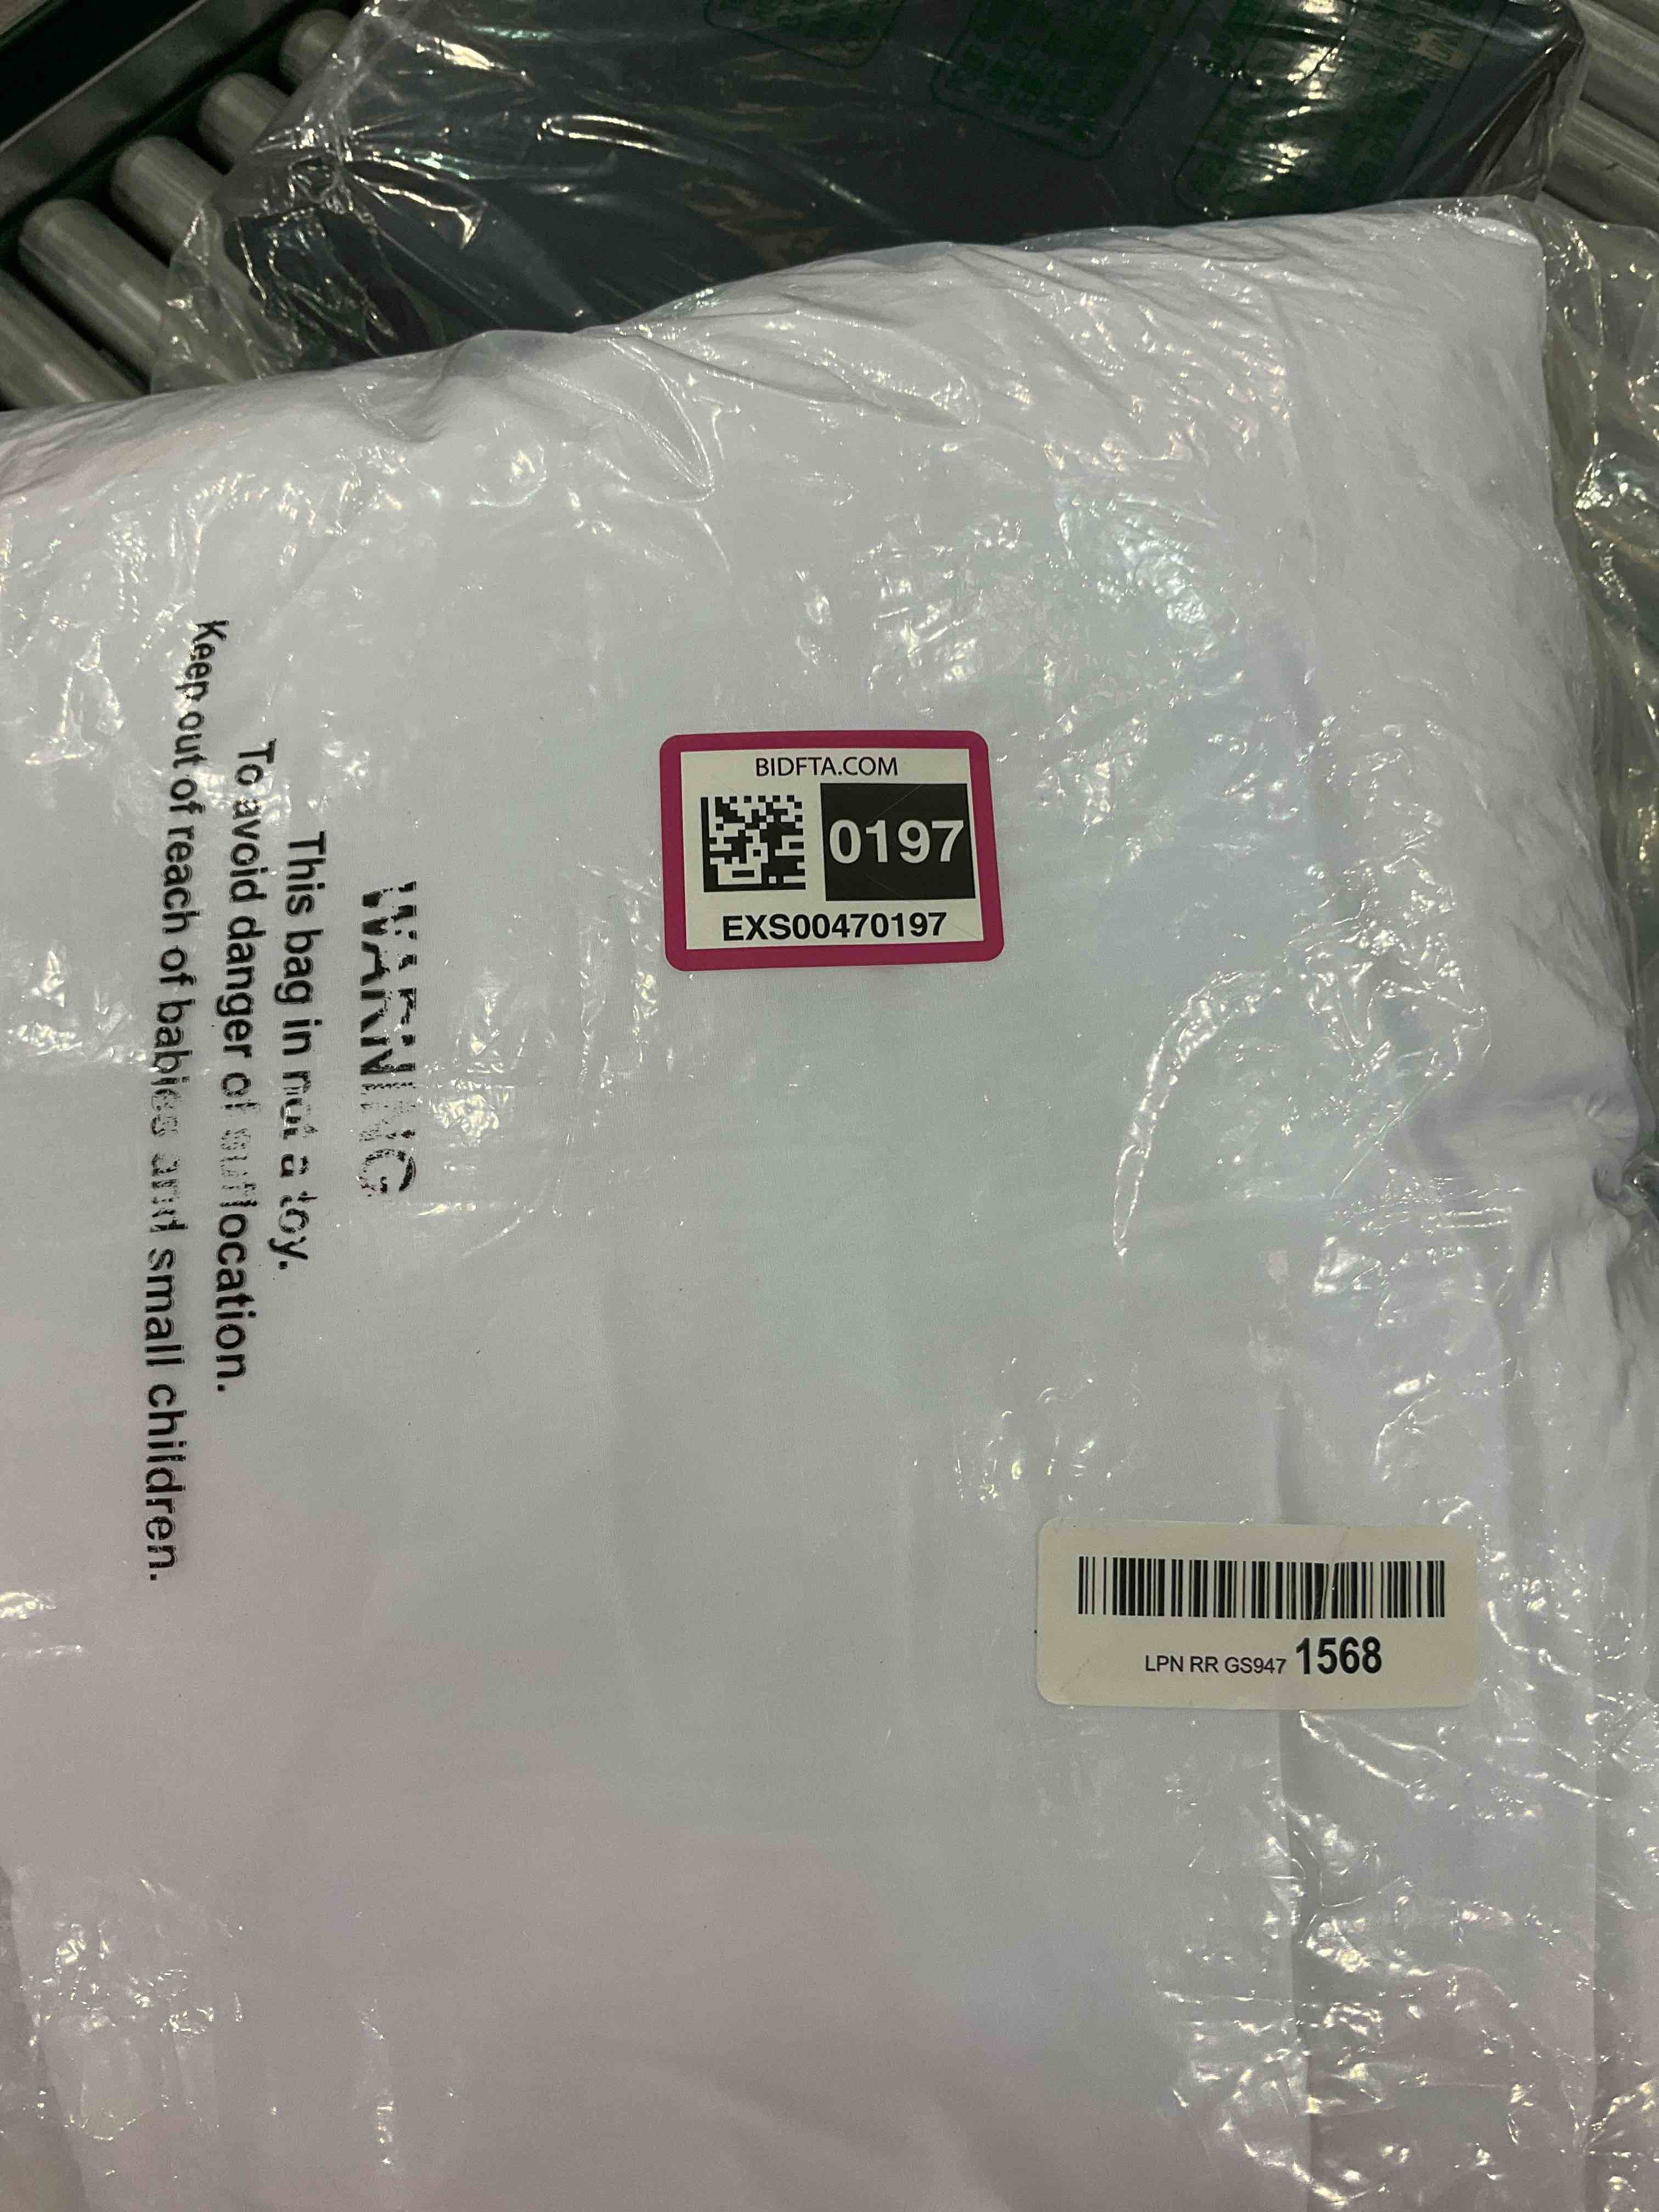 BIDFTA.COM
0197
EXS00470197
WARNING
This bag in not a toy.
To avoid danger of suffocation.
Keep out of reach of babies and small children.
LPN RR GS947 1568